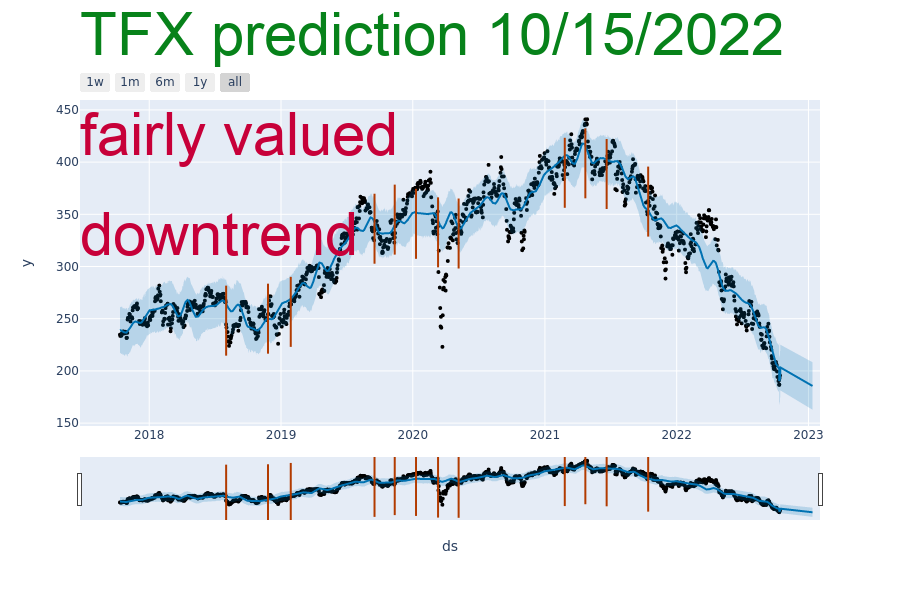 TFX prediction 10/15/2022
1w 1m 6m 1y all
450
fairly valued
400
350
downtrend
300
y
250
200
150
2018 2019 2020 2021 2022 2023
ds